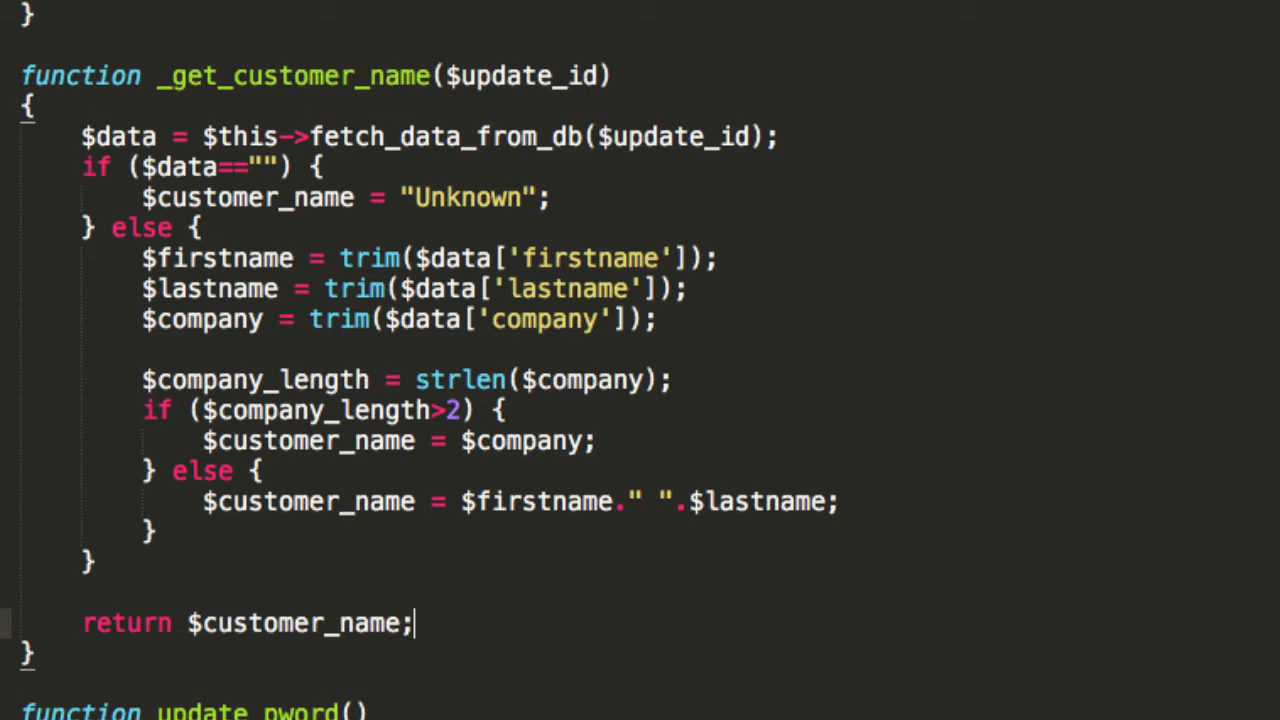 }
function _get_customer_name($update_id)
{
    $data = $this->fetch_data_from_db($update_id);
    if ($data=="") {
        $customer_name = "Unknown";
    } else {
        $firstname = trim($data['firstname']);
        $lastname = trim($data['lastname']);
        $company = trim($data['company']);
        $company_length = strlen($company);
        if ($company_length>2) {
            $customer_name = $company;
        } else {
            $customer_name = $firstname." ".$lastname;
        }
    }
    return $customer_name;
}
function update_pword()